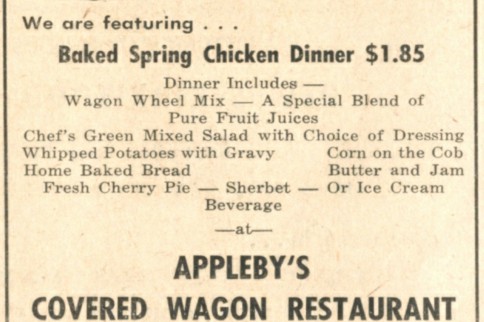 We are featuring . . .
Baked Spring Chicken Dinner $1.85
Dinner Includes —
Wagon Wheel Mix — A Special Blend of
Pure Fruit Juices
Chef's Green Mixed Salad with Choice of Dressing
Whipped Potatoes with Gravy Corn on the Cob
Home Baked Bread Butter and Jam
Fresh Cherry Pie — Sherbet — Or Ice Cream
Beverage
—at—
APPLEBY'S
COVERED WAGON RESTAURANT